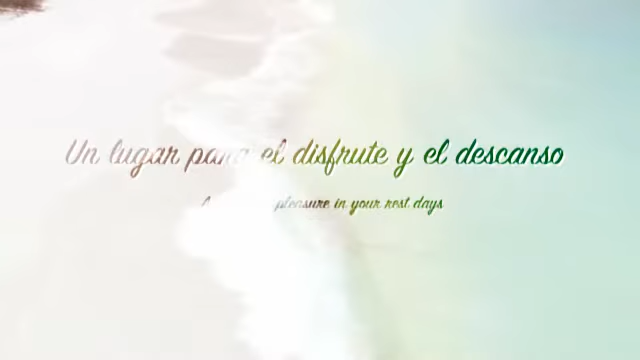 Un lugar para el disfrute y el descanso
pleasure in your rest days